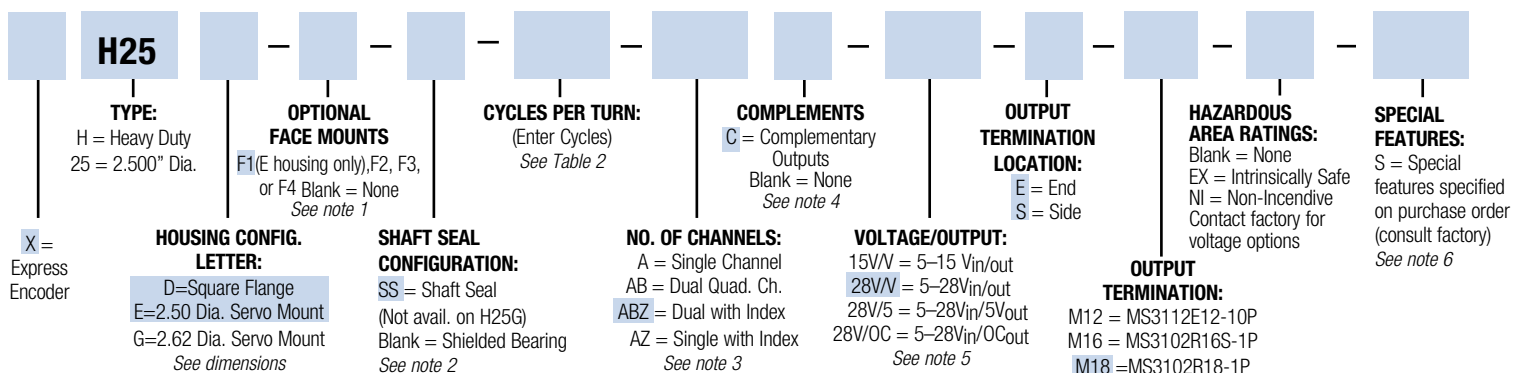 H25
TYPE:
H = Heavy Duty
25 = 2.500" Dia.
OPTIONAL
FACE MOUNTS
F1(E housing only),F2, F3,
or F4 Blank = None
See note 1
CYCLES PER TURN:
(Enter Cycles)
See Table 2
COMPLEMENTS
C = Complementary
Outputs
Blank = None
See note 4
OUTPUT
TERMINATION
LOCATION:
E = End
S = Side
HAZARDOUS
AREA RATINGS:
Blank = None
EX = Intrinsically Safe
NI = Non-Incendive
Contact factory for
voltage options
SPECIAL
FEATURES:
S = Special
features specified
on purchase order
(consult factory)
See note 6
X =
Express
Encoder
HOUSING CONFIG.
LETTER:
D=Square Flange
E=2.50 Dia. Servo Mount
G=2.62 Dia. Servo Mount
See dimensions
SHAFT SEAL
CONFIGURATION:
SS = Shaft Seal
(Not avail. on H25G)
Blank = Shielded Bearing
See note 2
NO. OF CHANNELS:
A = Single Channel
AB = Dual Quad. Ch.
ABZ = Dual with Index
AZ = Single with Index
See note 3
VOLTAGE/OUTPUT:
15V/V = 5–15 Vin/out
28V/V = 5–28Vin/out
28V/5 = 5–28Vin/5Vout
28V/OC = 5–28Vin/OCout
See note 5
OUTPUT
TERMINATION:
M12 = MS3112E12-10P
M16 = MS3102R16S-1P
M18 =MS3102R18-1P